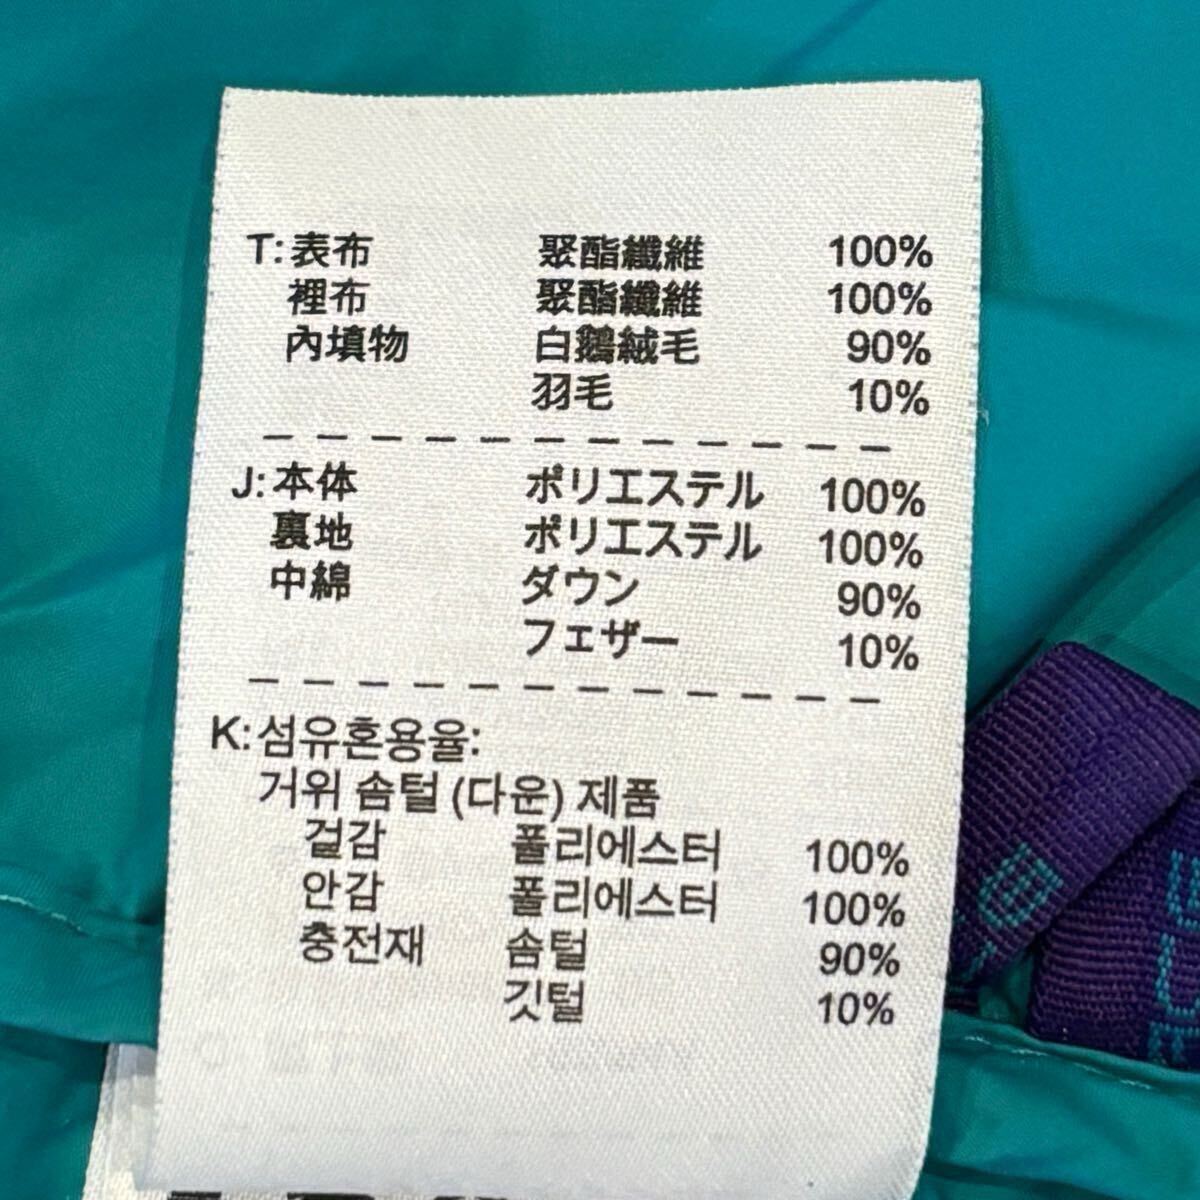 T:表布 聚酯纖維 100%
裡布 聚酯纖維 100%
內填物 白鵝絨毛 90%
羽毛 10%
J:本体 ポリエステル 100%
裏地 ポリエステル 100%
中綿 ダウン 90%
フェザー 10%
K:섬유혼용율:
거위 솜털 (다운) 제품
걸감 폴리에스터 100%
안감 폴리에스터 100%
충전재 솜털 90%
깃털 10%